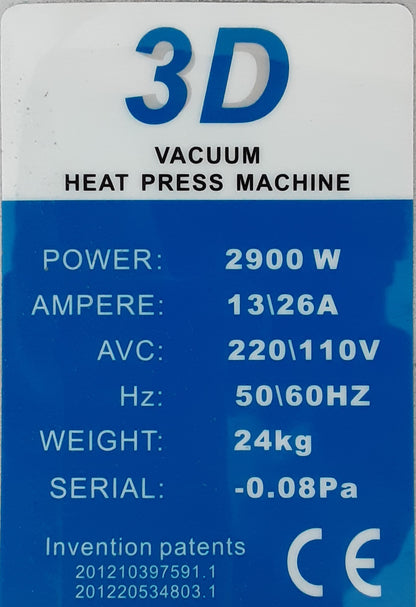 3D
VACUUM
HEAT PRESS MACHINE
POWER: 2900 W
AMPERE: 13\26A
AVC: 220\110V
Hz: 50\60HZ
WEIGHT: 24kg
SERIAL: -0.08Pa
Invention patents
201210397591.1
201220534803.1
CE